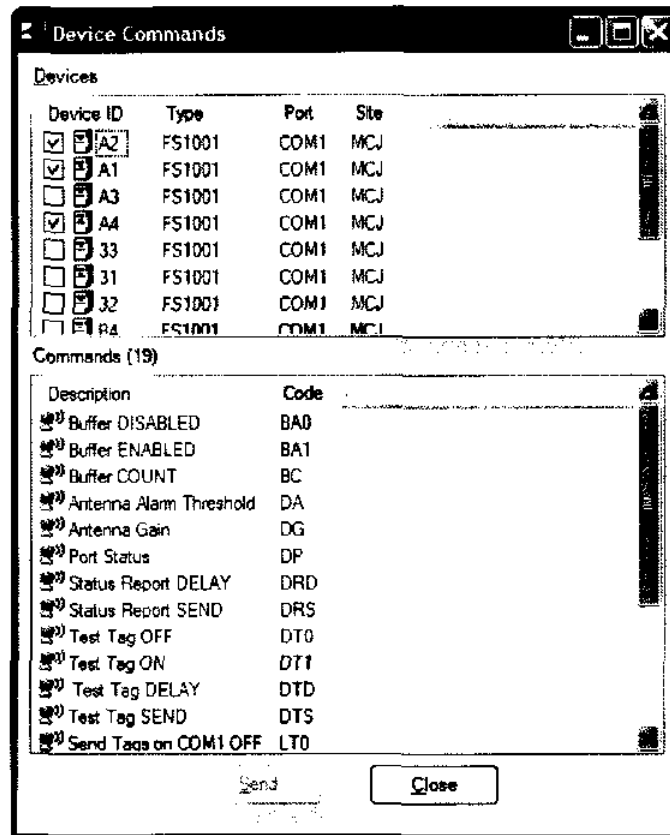 Device Commands
Devices
Device ID Type Port Site
A2 FS1001 COM1 MCJ
A1 FS1001 COM1 MCJ
A3 FS1001 COM1 MCJ
A4 FS1001 COM1 MCJ
33 FS1001 COM1 MCJ
31 FS1001 COM1 MCJ
32 FS1001 COM1 MCJ
B4 FS1001 COM1 MCJ
Commands (19)
Description Code
Buffer DISABLED BA0
Buffer ENABLED BA1
Buffer COUNT BC
Antenna Alarm Threshold DA
Antenna Gain DG
Port Status DP
Status Report DELAY DRD
Status Report SEND DRS
Test Tag OFF DT0
Test Tag ON DT1
Test Tag DELAY DTD
Test Tag SEND DTS
Send Tags on COM1 OFF LT0
Send Close